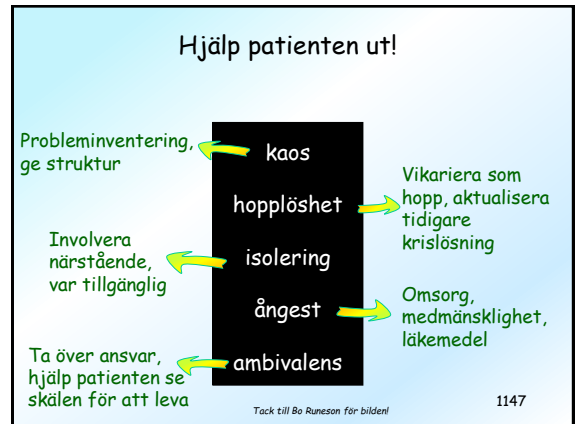 Hjälp patienten ut!
Probleminventering,
ge struktur
kaos
hopplöshet
Vikariera som
hopp, aktualisera
tidigare
krislösning
Involvera
närstående,
var tillgänglig
isolering
ångest
Omsorg,
medmänsklighet,
läkemedel
Ta över ansvar,
hjälp patienten se
skälen för att leva
ambivalens
Tack till Bo Runeson för bilden!
1147